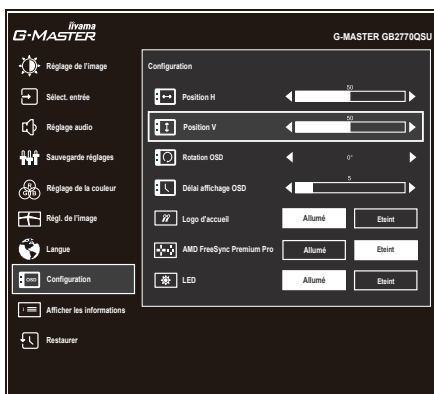 iiyama
G-MASTER
G-MASTER GB2770QSU
Réglage de l'image
Sélect. entrée
Réglage audio
Sauvegarde réglages
Réglage de la couleur
Régl. de l'image
Langue
Configuration
Afficher les informations
Restaurer
Configuration
Position H
50
Position V
50
Rotation OSD
0°
Délai affichage OSD
5
Logo d'accueil
Allumé
Eteint
AMD FreeSync Premium Pro
Allumé
Eteint
LED
Allumé
Eteint
R
G
B
OSD
i